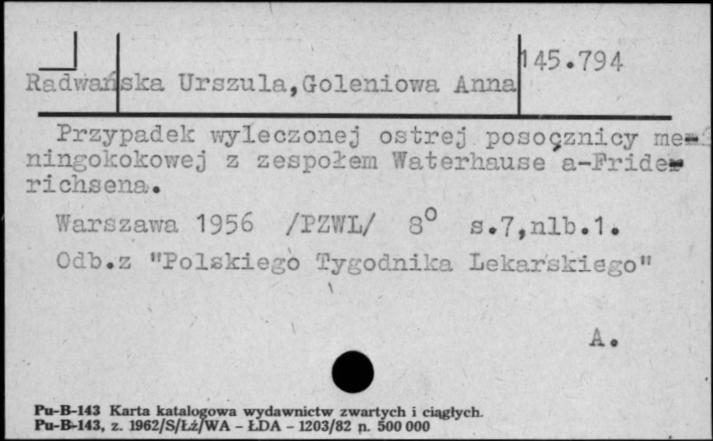 145.794
Radwańska Urszula,Goleniowa Anna
Przypadek wyleczonej ostrej posocznicy me-
ningokokowej z zespołem Waterhause a-Fride-
richsena.
Warszawa 1956 /PZWL/ 8° s.7,nlb.1.
Odb.z "Polskiego Tygodnika Lekarskiego"
A.
Pu-B-143 Karta katalogowa wydawnictw zwartych i ciągłych.
Pu-B-143, z. 1962/S/Łź/WA - ŁDA - 1203/82 n. 500 000